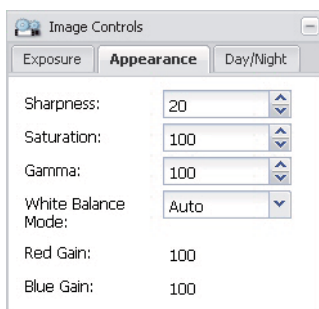 Image Controls
Exposure Appearance Day/Night
Sharpness: 20
Saturation: 100
Gamma: 100
White Balance Mode: Auto
Red Gain: 100
Blue Gain: 100